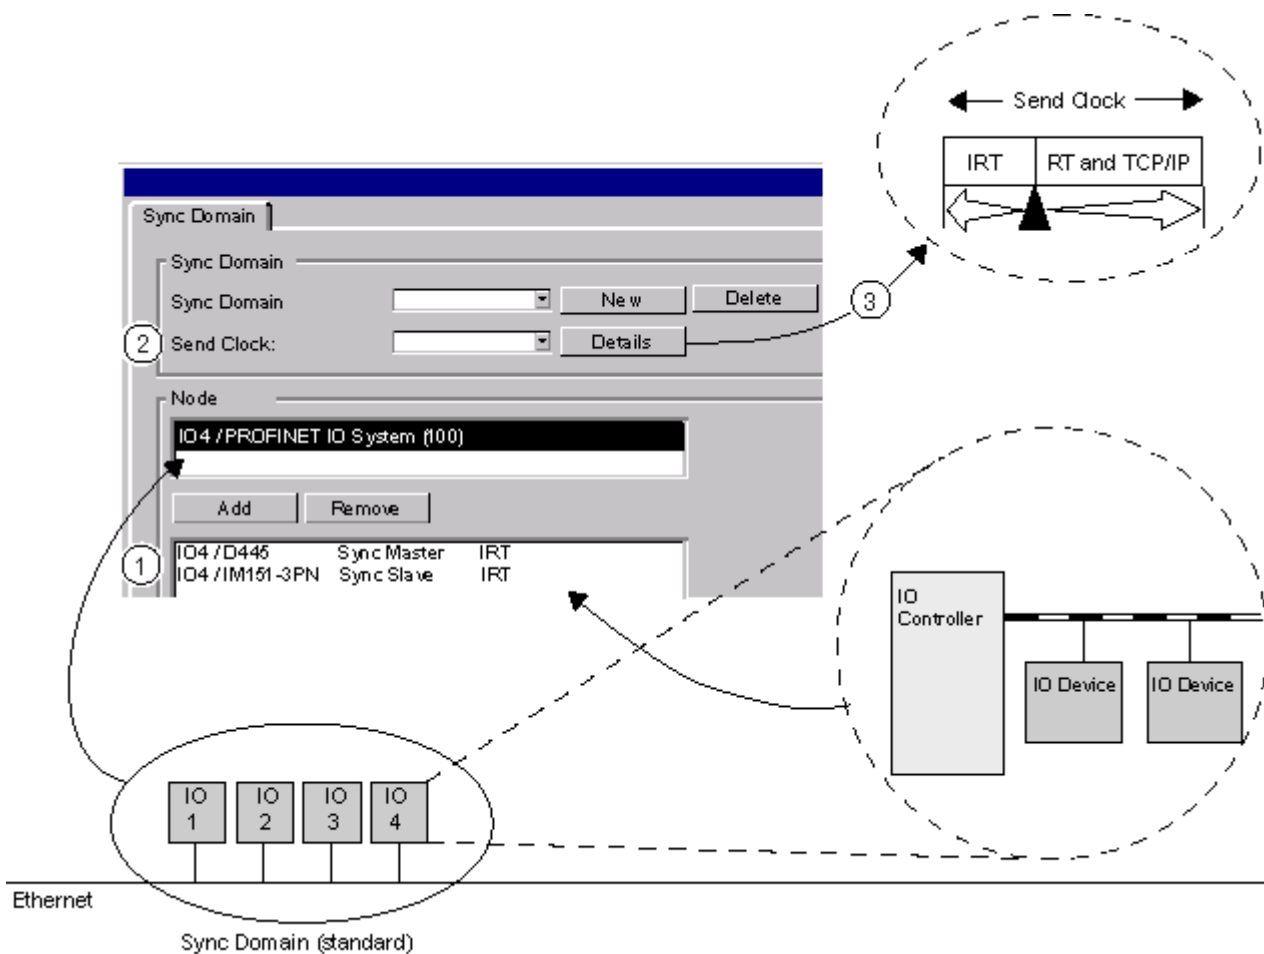 Send Clock
IRT
RT and TCP/IP
Sync Domain
Sync Domain
Sync Domain
New
Delete
3
2
Send Clock:
Details
Node
IO4 / PROFINET IO System (100)
Add
Remove
1
IO4 / D445 Sync Master IRT
IO4 / IM151-3PN Sync Slave IRT
IO
Controller
IO Device
IO Device
IO
1
IO
2
IO
3
IO
4
Ethernet
Sync Domain (standard)